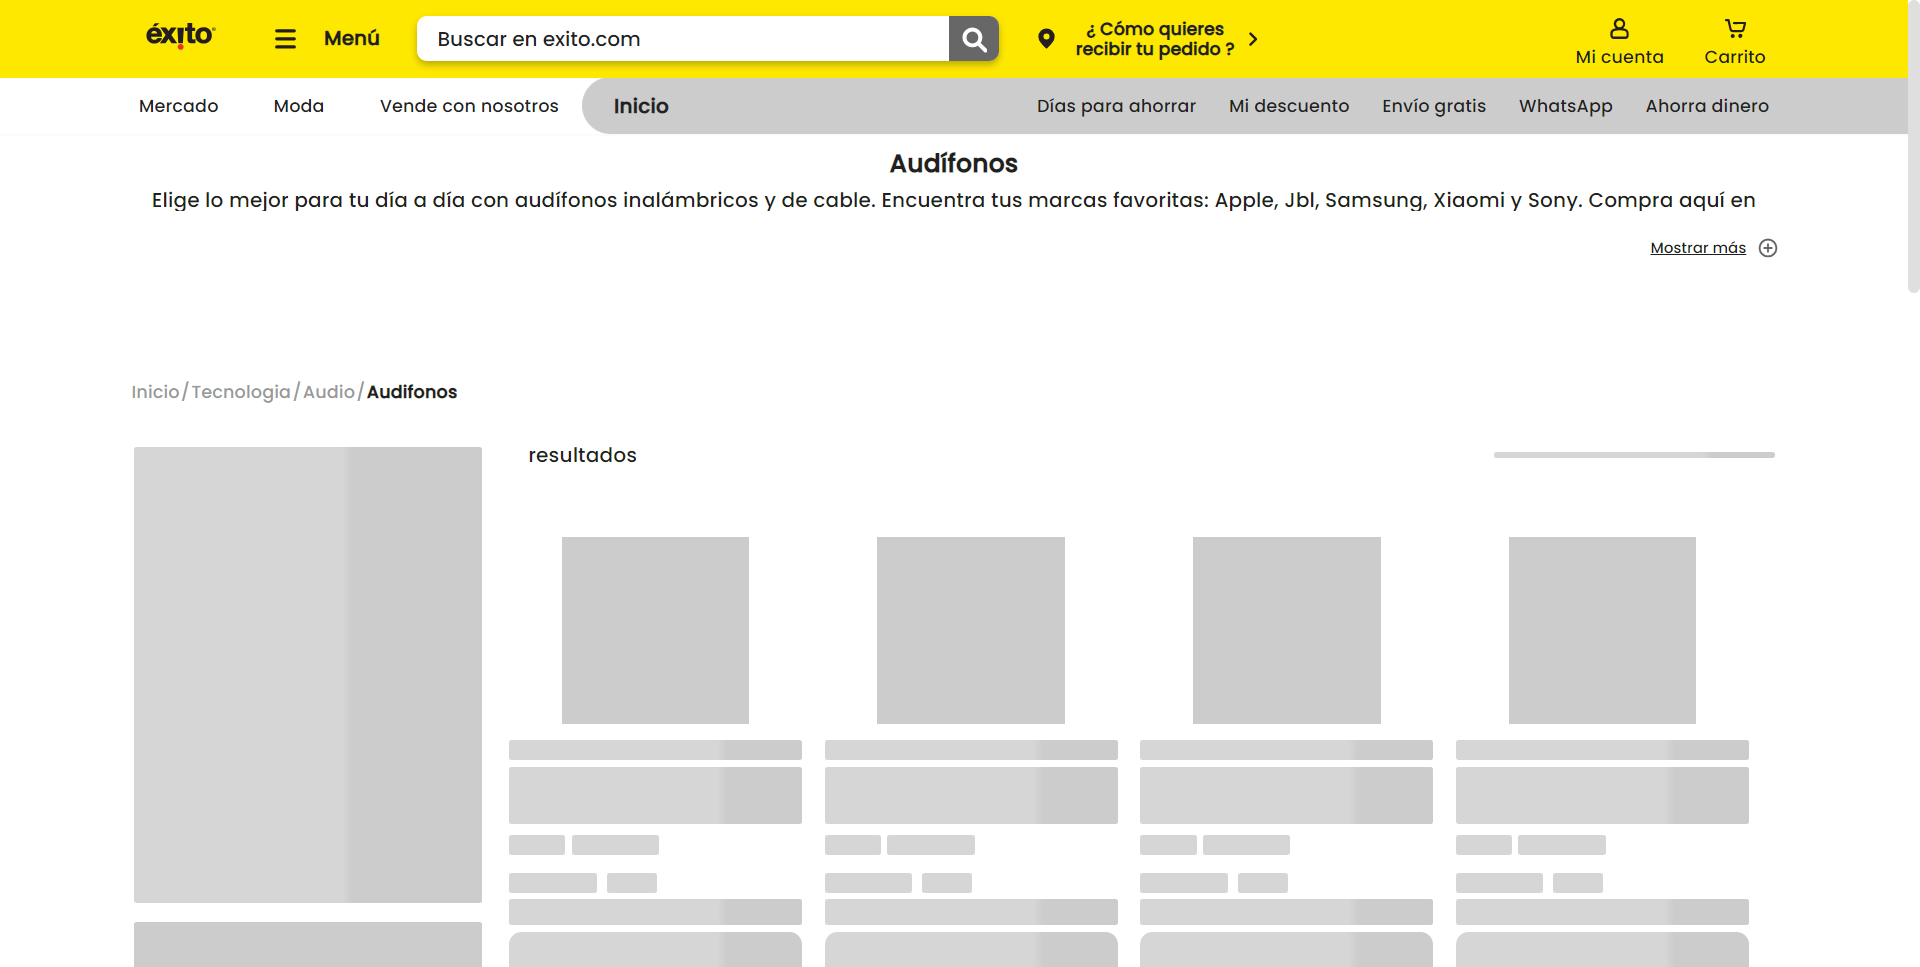 éxito
Menú
Buscar en exito.com
¿ Cómo quieres
recibir tu pedido ?
Mi cuenta
Carrito
Mercado
Moda
Vende con nosotros
Inicio
Días para ahorrar
Mi descuento
Envío gratis
WhatsApp
Ahorra dinero
Audífonos
Elige lo mejor para tu día a día con audífonos inalámbricos y de cable. Encuentra tus marcas favoritas: Apple, Jbl, Samsung, Xiaomi y Sony. Compra aquí en
Mostrar más
Inicio/Tecnologia/Audio/Audifonos
resultados